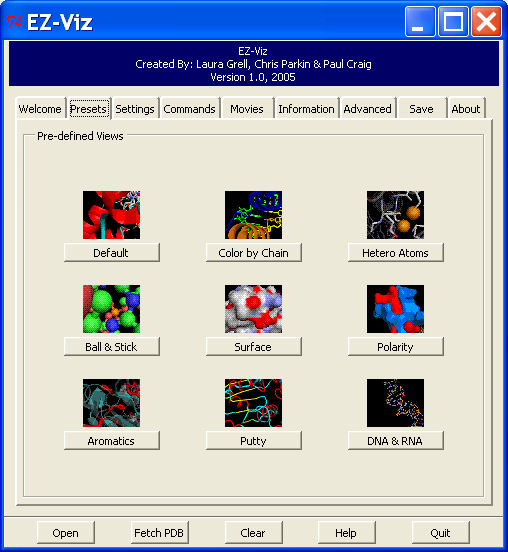 EZ-Viz
EZ-Viz
Created By: Laura Grell, Chris Parkin & Paul Craig
Version 1.0, 2005
Welcome Presets Settings Commands Movies Information Advanced Save About
Pre-defined Views
Default Color by Chain Hetero Atoms
Ball & Stick Surface Polarity
Aromatics Putty DNA & RNA
Open Fetch PDB Clear Help Quit